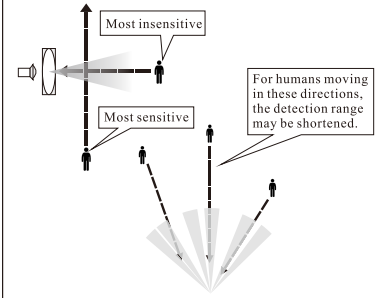 Most insensitive
Most sensitive
For humans moving
in these directions,
the detection range
may be shortened.